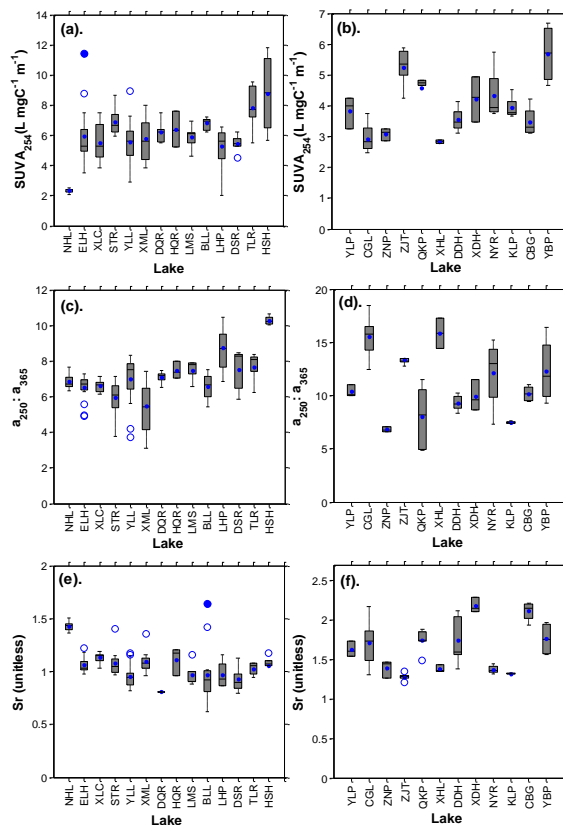 (a).
SUVA254 (L mgC-1 m-1)
14
12
10
8
6
4
2
0
NHL ELH XLC STR YLL XML DQR HQR LMS BLL LHP DSR TLR HSH
Lake
(b).
SUVA254 (L mgC-1 m-1)
7
6
5
4
3
2
1
0
YLP CGL ZNP ZJT QKP XHL DDH XDH NYR KLP CBG YBP
Lake
(c).
a250: a365
12
10
8
6
4
2
0
NHL ELH XLC STR YLL XML DQR HQR LMS BLL LHP DSR TLR HSH
Lake
(d).
a250: a365
20
15
10
5
0
YLP CGL ZNP ZJT QKP XHL DDH XDH NYR KLP CBG YBP
Lake
(e).
Sr (unitless)
2
1.5
1
0.5
0
NHL ELH XLC STR YLL XML DQR HQR LMS BLL LHP DSR TLR HSH
Lake
(f).
Sr (unitless)
2.5
2
1.5
1
0.5
0
YLP CGL ZNP ZJT QKP XHL DDH XDH NYR KLP CBG YBP
Lake